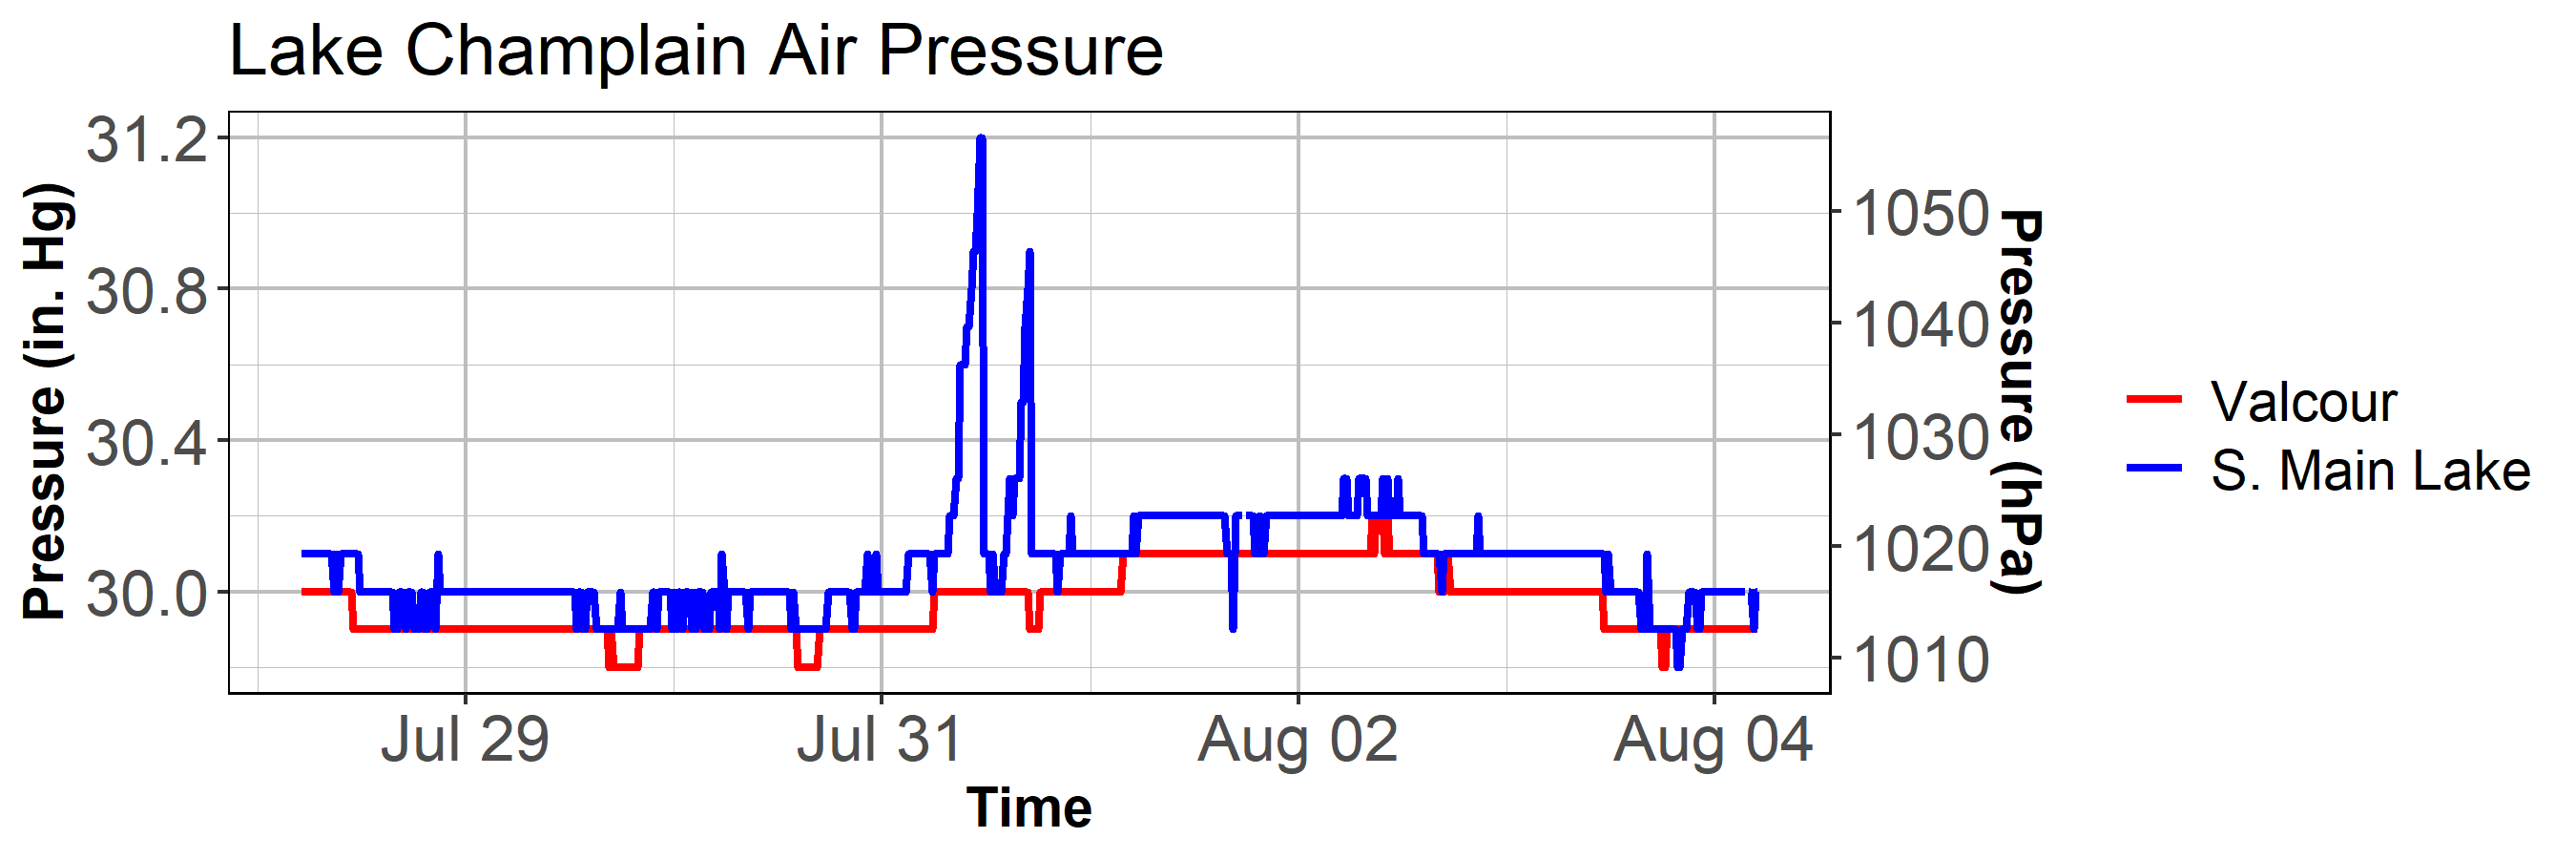 Lake Champlain Air Pressure
Pressure (in. Hg)
31.2
30.8
30.4
30.0
1050
1040
1030
1020
1010
Pressure (hPa)
Jul 29
Jul 31
Aug 02
Aug 04
Time
Valcour
S. Main Lake